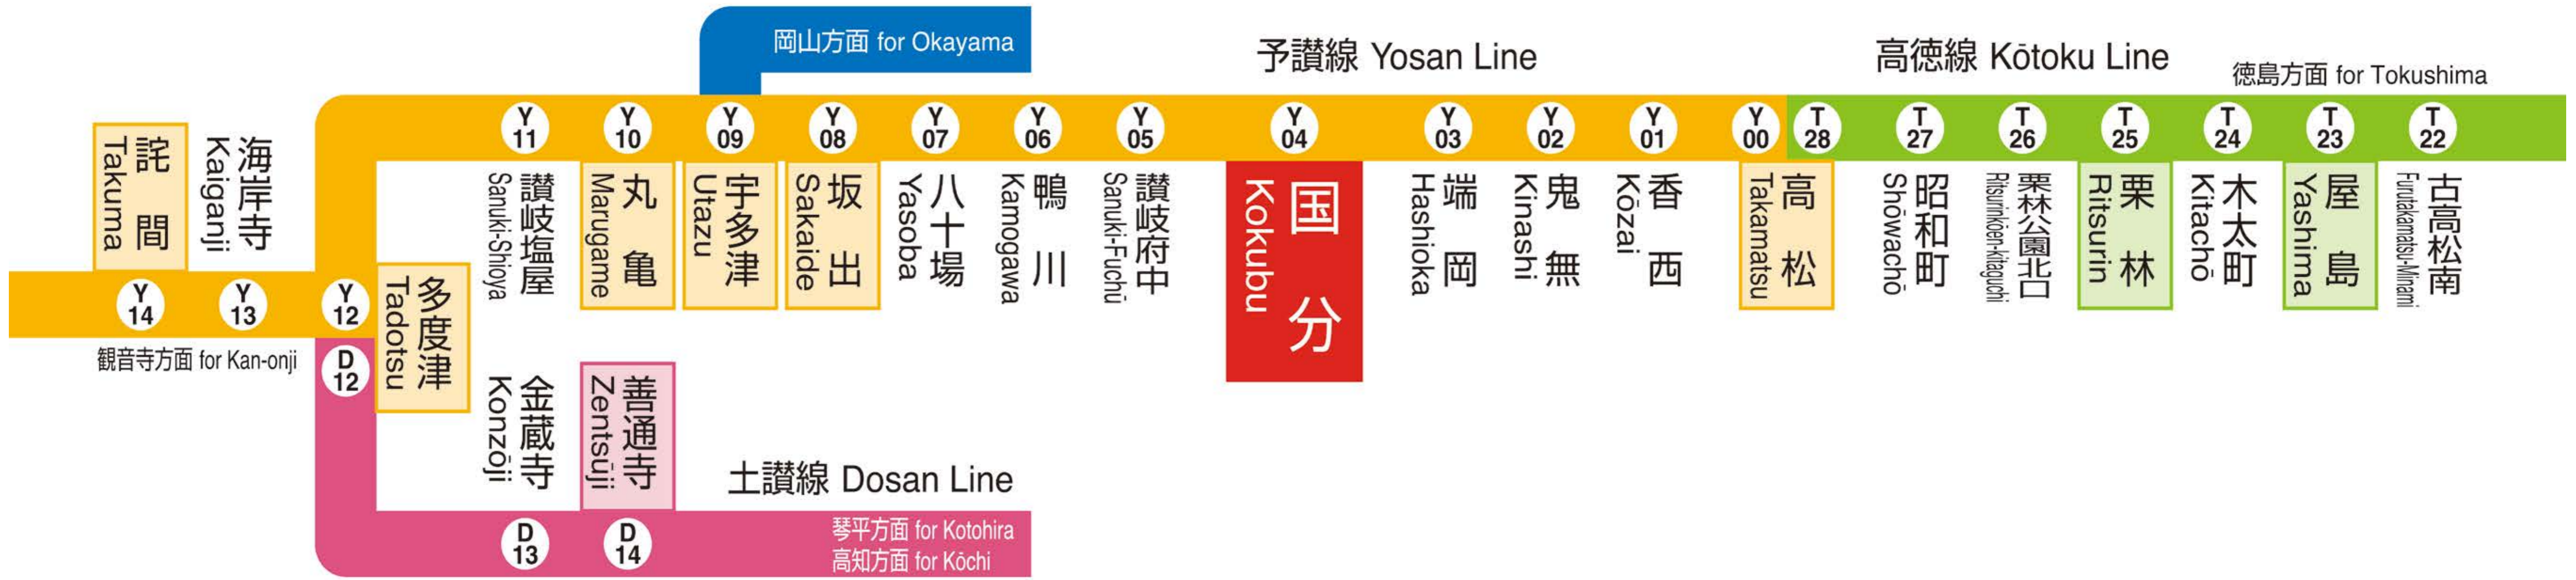 岡山方面 for Okayama
予讃線 Yosan Line
高徳線 Kōtoku Line
徳島方面 for Tokushima
Y 14
詫間
Takuma
Y 13
海岸寺
Kaiganji
観音寺方面 for Kan-onji
Y 12
D 12
多度津
Tadotsu
Y 11
讃岐塩屋
Sanuki-Shioya
Y 10
丸亀
Marugame
Y 09
宇多津
Utazu
Y 08
坂出
Sakaide
Y 07
八十場
Yasoba
Y 06
鴨川
Kamogawa
Y 05
讃岐府中
Sanuki-Fuchū
Y 04
国分
Kokubu
Y 03
端岡
Hashioka
Y 02
鬼無
Kinashi
Y 01
香西
Kōzai
Y 00
T 28
高松
Takamatsu
T 27
昭和町
Shōwachō
T 26
栗林公園北口
Ritsurinkōen-kitaguchi
T 25
栗林
Ritsurin
T 24
木太町
Kitachō
T 23
屋島
Yashima
T 22
古高松南
Furutakamatsu-Minami
D 13
金蔵寺
Konzōji
D 14
善通寺
Zentsūji
土讃線 Dosan Line
琴平方面 for Kotohira
高知方面 for Kōchi